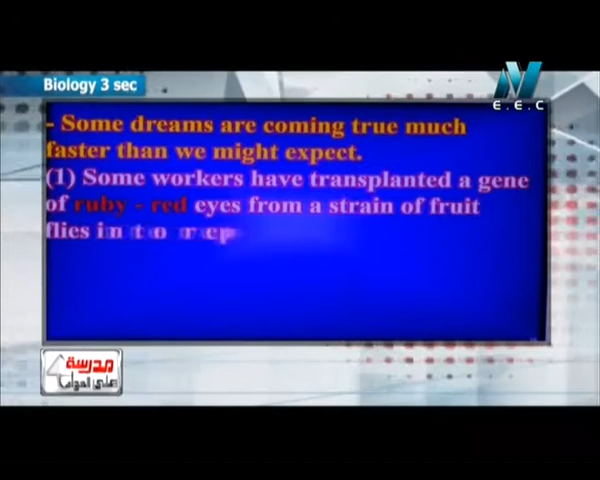 Biology 3 sec
E.E.C
- Some dreams are coming true much
faster than we might expect.
(1) Some workers have transplanted a gene
of ruby - red eyes from a strain of fruit
flies into
مدرسة
على الهواء